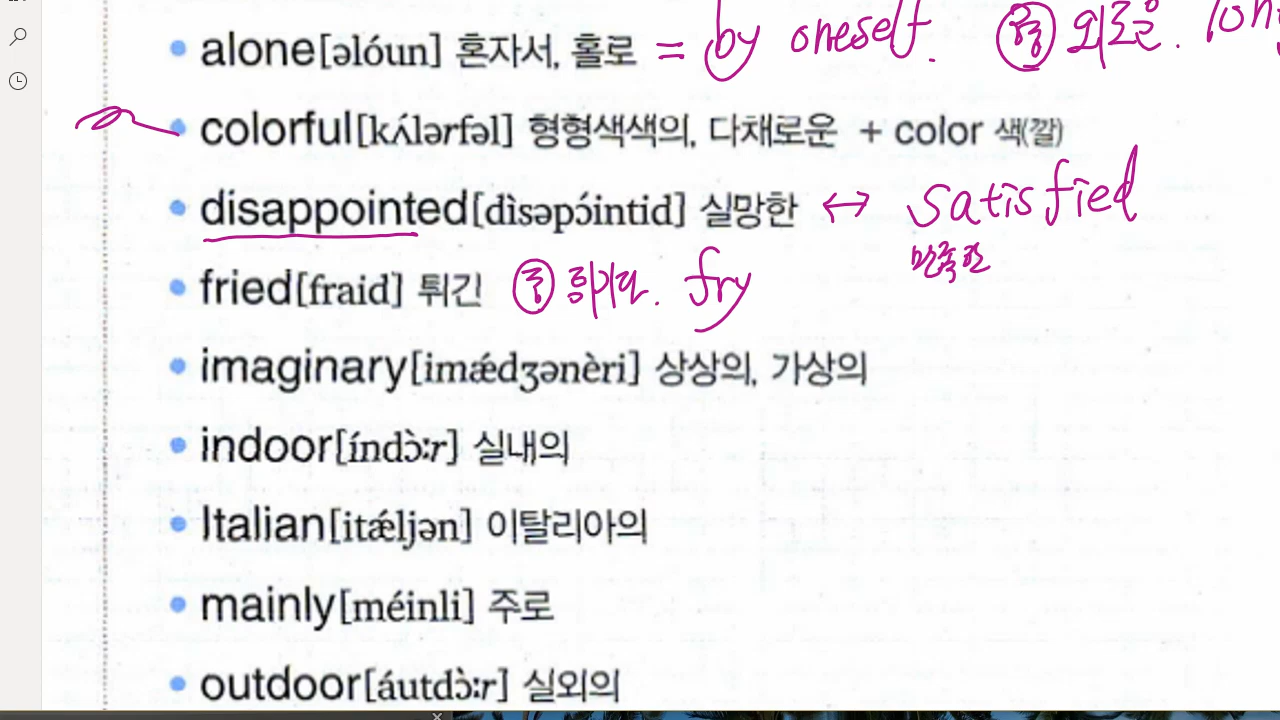 alone[əlóun] 혼자서, 홀로 = by oneself. 외로운.
colorful[kʌ́lərfəl] 형형색색의, 다채로운 + color 색(깔)
disappointed[dìsəpɔ́intid] 실망한 ↔ satisfied
만족한
fried[fraid] 튀긴 동 튀기다. fry
imaginary[imǽdʒənèri] 상상의, 가상의
indoor[índɔ̀ːr] 실내의
Italian[itǽljən] 이탈리아의
mainly[méinli] 주로
outdoor[áutdɔ̀ːr] 실외의